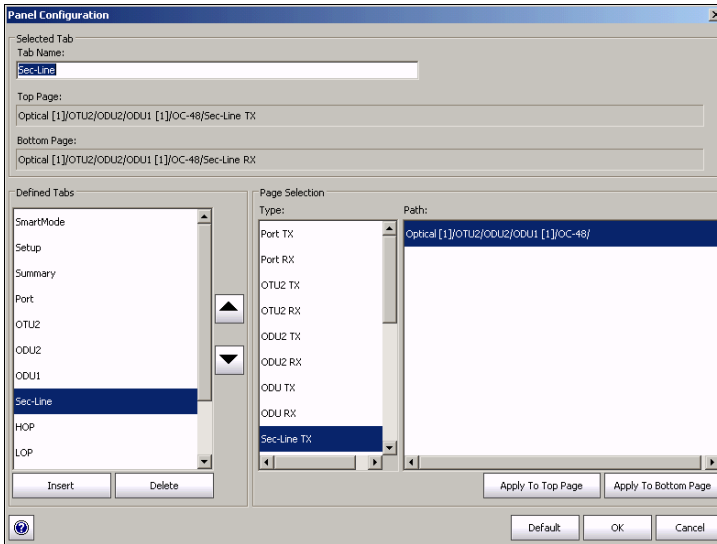 Panel Configuration
Selected Tab
Tab Name:
Sec-Line
Top Page:
Optical [1]/OTU2/ODU2/ODU1 [1]/OC-48/Sec-Line TX
Bottom Page:
Optical [1]/OTU2/ODU2/ODU1 [1]/OC-48/Sec-Line RX
Defined Tabs
SmartMode
Setup
Summary
Port
OTU2
ODU2
ODU1
Sec-Line
HOP
LOP
Insert
Delete
Page Selection
Type:
Port TX
Port RX
OTU2 TX
OTU2 RX
ODU2 TX
ODU2 RX
ODU TX
ODU RX
Sec-Line TX
Path:
Optical [1]/OTU2/ODU2/ODU1 [1]/OC-48/
Apply To Top Page
Apply To Bottom Page
?
Default
OK
Cancel